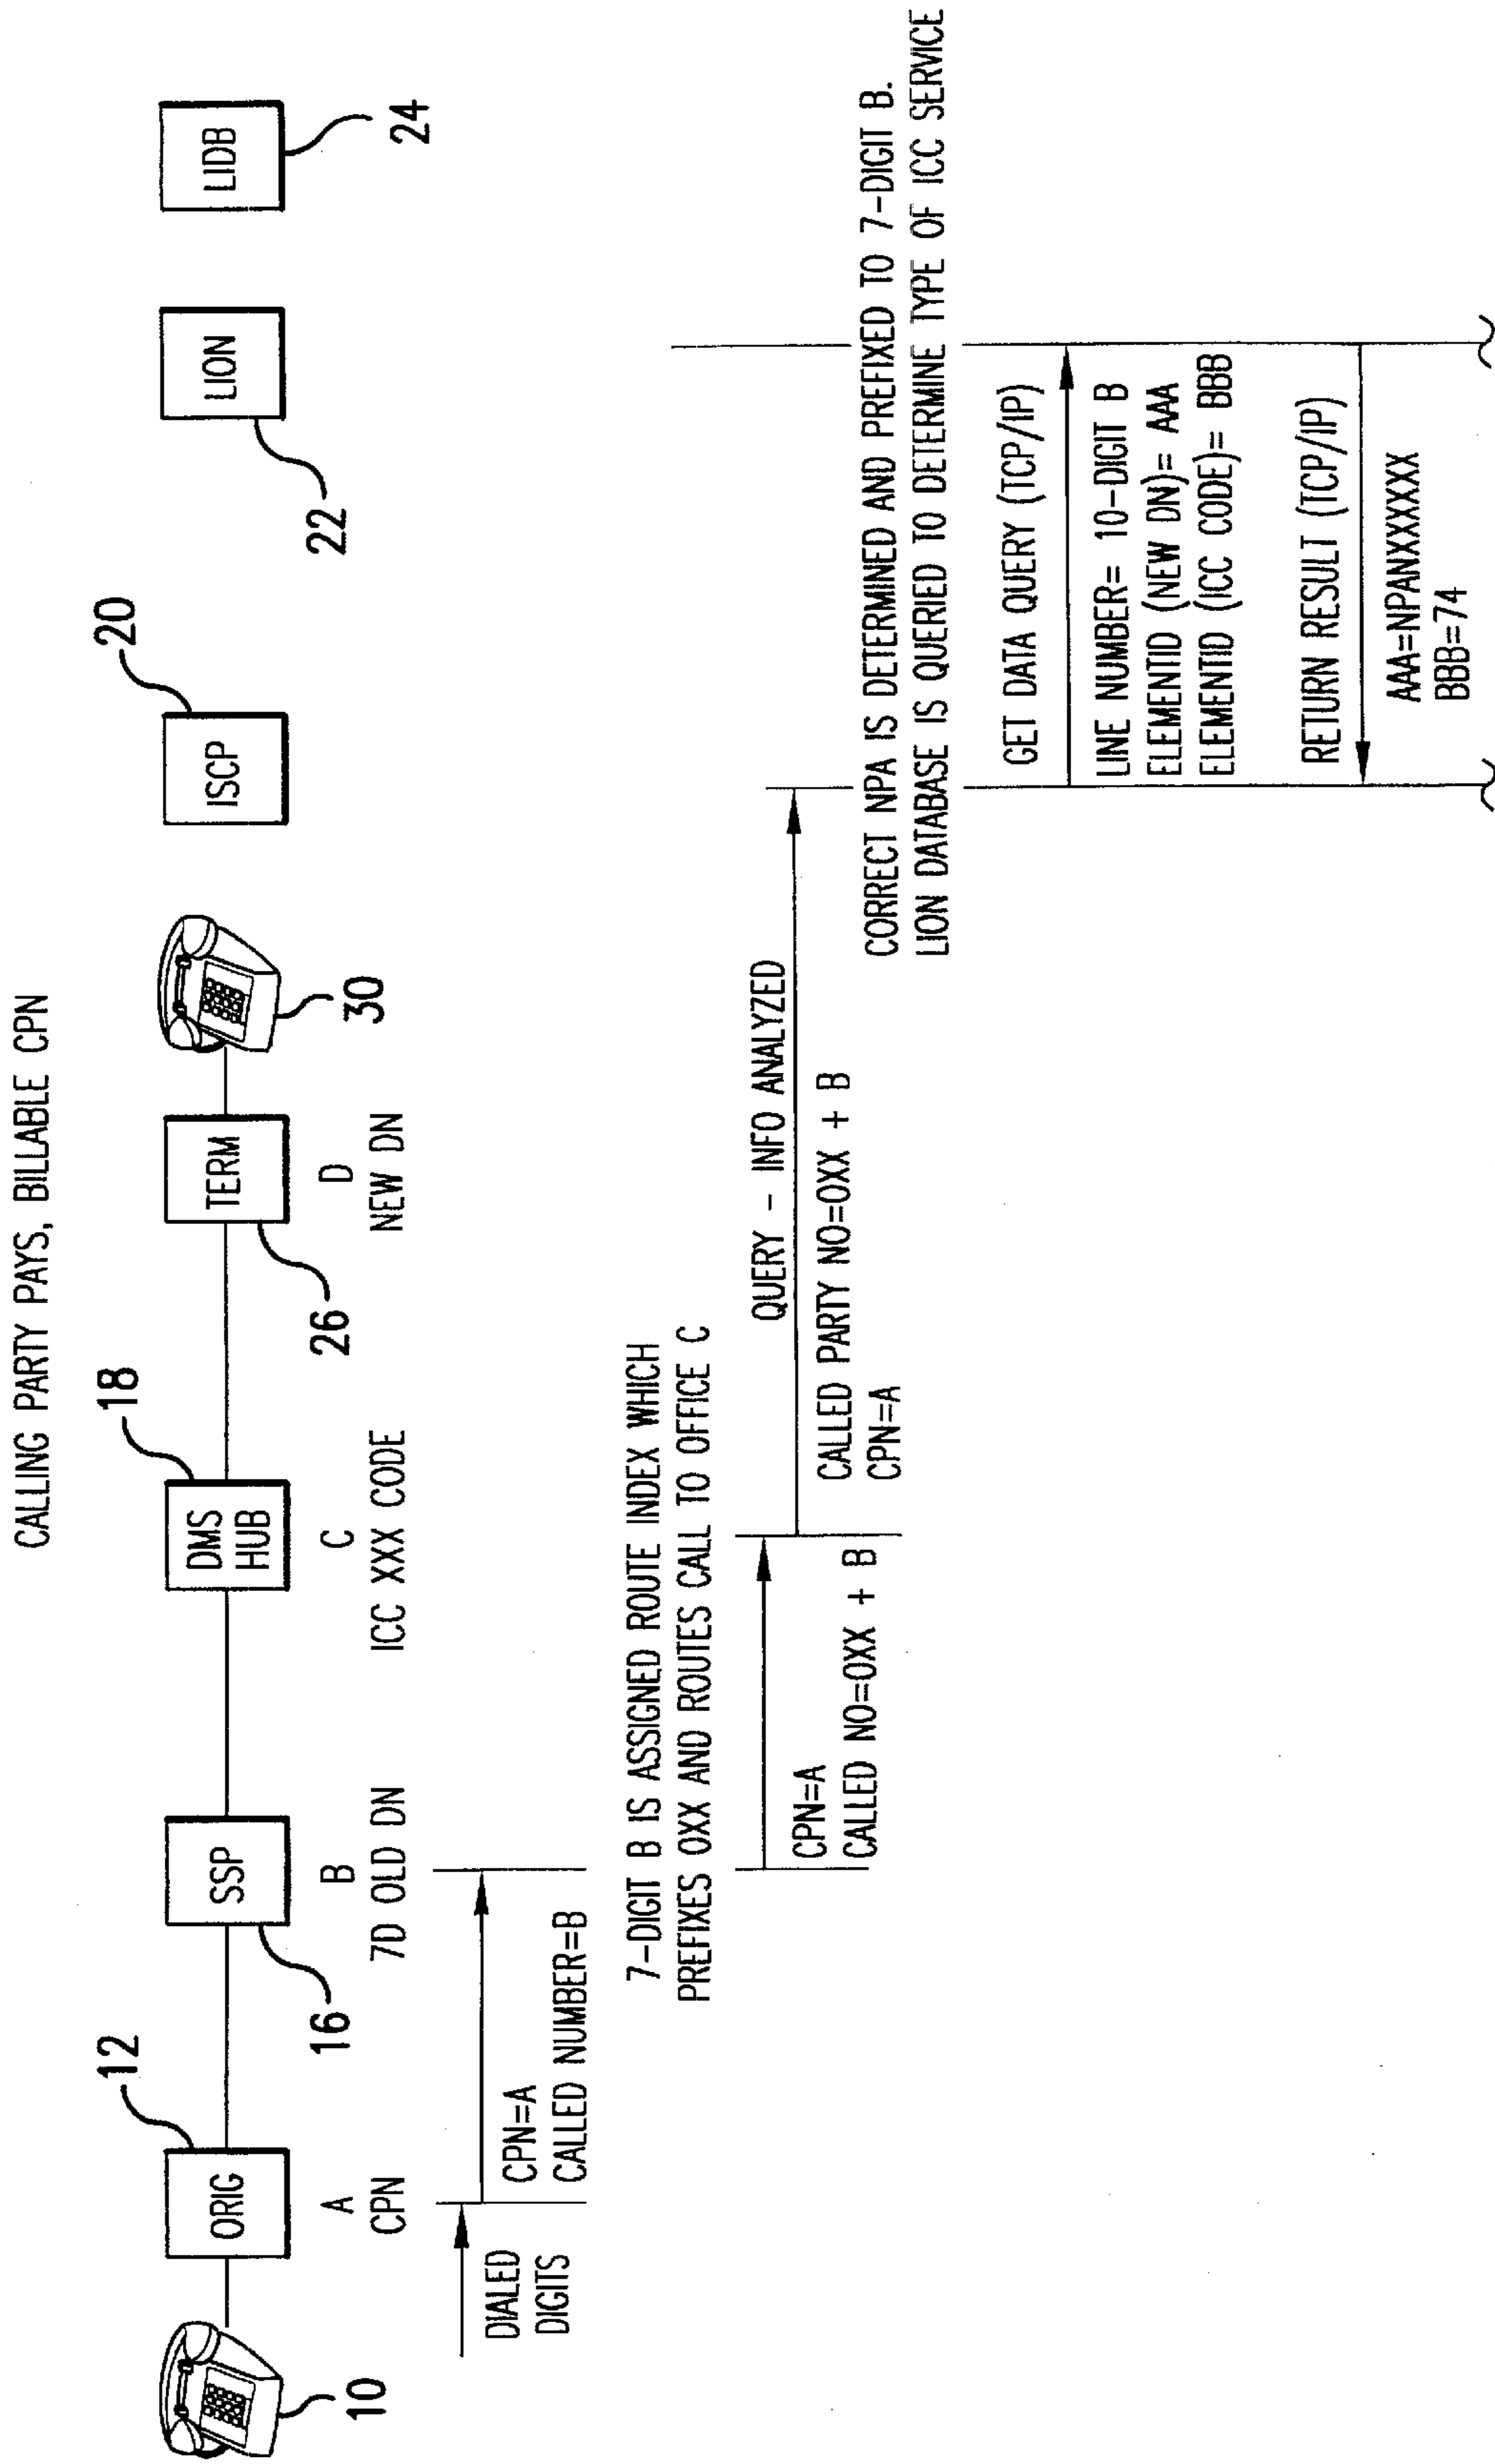 CALLING PARTY PAYS, BILLABLE CPN
10
12
ORIG
A
CPN
16
SSP
B
7D OLD DN
18
DMS
HUB
C
ICC XXX CODE
26
TERM
D
NEW DN
30
20
ISCP
22
LION
24
LIDB
DIALED
DIGITS
CPN=A
CALLED NUMBER=B
7-DIGIT B IS ASSIGNED ROUTE INDEX WHICH
PREFIXES OXX AND ROUTES CALL TO OFFICE C
CPN=A
CALLED NO=OXX + B
QUERY - INFO ANALYZED
CALLED PARTY NO=OXX + B
CPN=A
CORRECT NPA IS DETERMINED AND PREFIXED TO 7-DIGIT B.
LION DATABASE IS QUERIED TO DETERMINE TYPE OF ICC SERVICE
GET DATA QUERY (TCP/IP)
LINE NUMBER= 10-DIGIT B
ELEMENTID (NEW DN)= AAA
ELEMENTID (ICC CODE)= BBB
RETURN RESULT (TCP/IP)
AAA=NPANXXXXXX
BBB=74